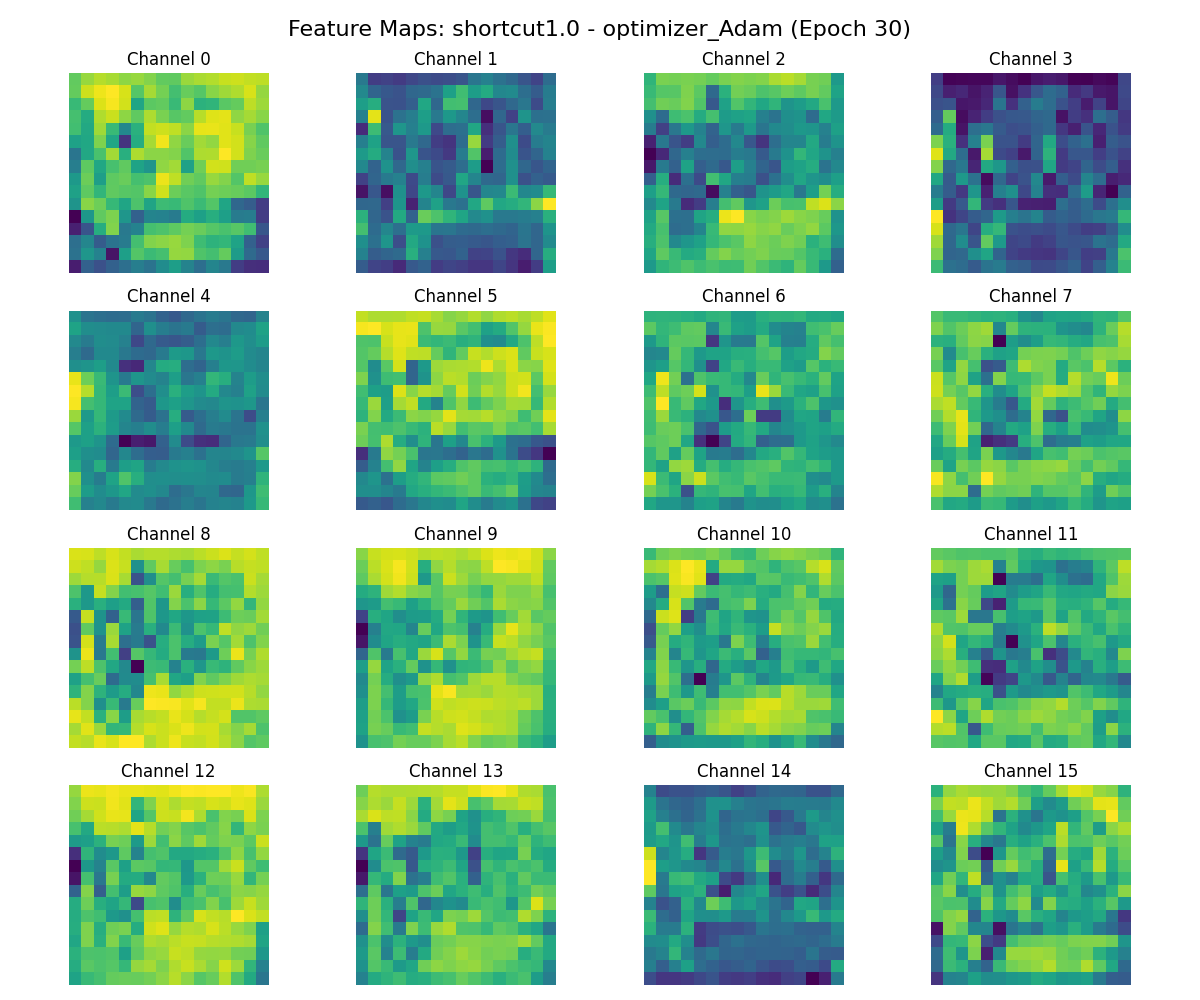 Feature Maps: shortcut1.0 - optimizer_Adam (Epoch 30)
Channel 0
Channel 1
Channel 2
Channel 3
Channel 4
Channel 5
Channel 6
Channel 7
Channel 8
Channel 9
Channel 10
Channel 11
Channel 12
Channel 13
Channel 14
Channel 15